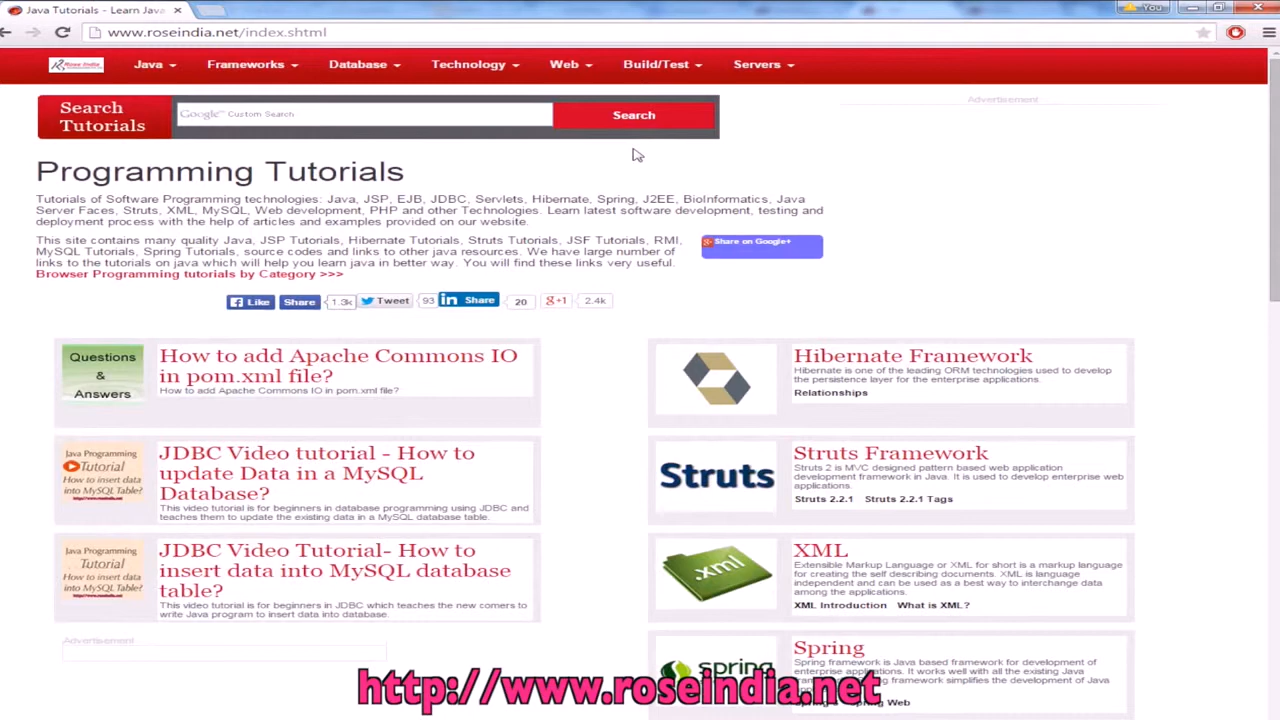 Java Tutorials - Learn Java
You
www.roseindia.net/index.shtml
Rose India
Java
Frameworks
Database
Technology
Web
Build/Test
Servers
Search
Tutorials
Google™ Custom Search
Search
Advertisement
Programming Tutorials
Tutorials of Software Programming technologies: Java, JSP, EJB, JDBC, Servlets, Hibernate, Spring, J2EE, BioInformatics, Java
Server Faces, Struts, XML, MySQL, Web development, PHP and other Technologies. Learn latest software development, testing and
deployment process with the help of articles and examples provided on our website.
This site contains many quality Java, JSP Tutorials, Hibernate Tutorials, Struts Tutorials, JSF Tutorials, RMI,
MySQL Tutorials, Spring Tutorials, source codes and links to other java resources. We have large number of
links to the tutorials on java which will help you learn java in better way. You will find these links very useful.
Browser Programming tutorials by Category >>>
Share on Google+
Like
Share
1.3k
Tweet
93
in Share
20
g+1
2.4k
Questions
&
Answers
How to add Apache Commons IO
in pom.xml file?
How to add Apache Commons IO in pom.xml file?
Java Programming
Tutorial
How to insert data
into MySQL Table?
JDBC Video tutorial - How to
update Data in a MySQL
Database?
This video tutorial is for beginners in database programming using JDBC and
teaches them to update the existing data in a MySQL database table.
Java Programming
Tutorial
How to insert data
into MySQL Table?
JDBC Video Tutorial- How to
insert data into MySQL database
table?
This video tutorial is for beginners in JDBC which teaches the new comers to
write Java program to insert data into database.
Advertisement
Hibernate Framework
Hibernate is one of the leading ORM technologies used to develop
the persistence layer for the enterprise applications.
Relationships
Struts
Struts Framework
Struts 2 is MVC designed pattern based web application
development framework in Java. It is used to develop enterprise web
applications.
Struts 2.2.1 Struts 2.2.1 Tags
.xml
XML
Extensible Markup Language or XML for short is a markup language
for creating the self describing documents. XML is language
independent and can be used as a best way to interchange data
among the applications.
XML Introduction What is XML?
spring
Spring
Spring framework is Java based framework for development of
enterprise applications. It works well with all the existing Java
framework simplifies the development of Java
Spring Web
http://www.roseindia.net